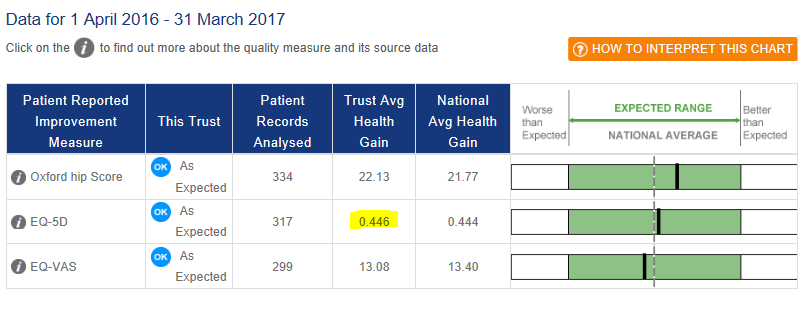 Data for 1 April 2016 - 31 March 2017
Click on the i to find out more about the quality measure and its source data
? HOW TO INTERPRET THIS CHART
Patient Reported
Improvement
Measure
This Trust
Patient
Records
Analysed
Trust Avg
Health
Gain
National
Avg Health
Gain
Worse
than
Expected
EXPECTED RANGE
NATIONAL AVERAGE
Better
than
Expected
i Oxford hip Score
OK As
Expected
334
22.13
21.77
i EQ-5D
OK As
Expected
317
0.446
0.444
i EQ-VAS
OK As
Expected
299
13.08
13.40